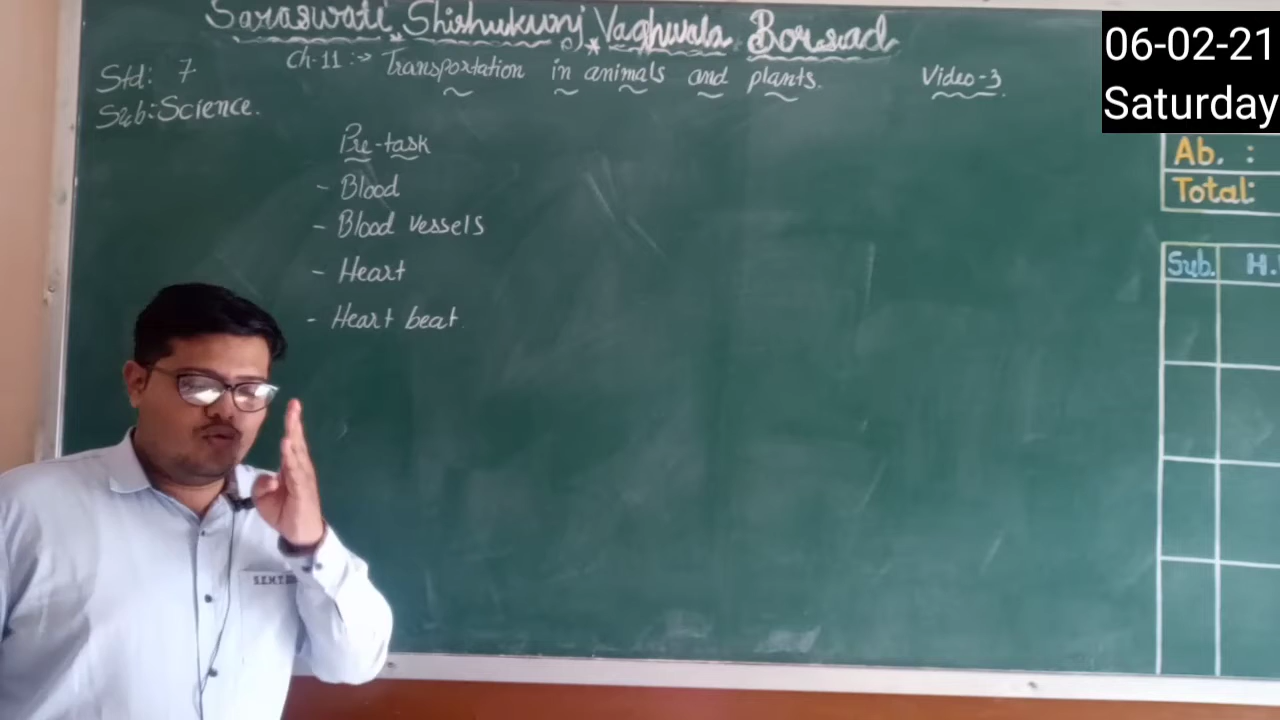 Saraswati Shishukunj Vaghwala Borsad
06-02-21
Saturday
Std: 7
Ch-11 :-> Transportation in animals and plants.
Video-3
Sub: Science.
Pre-task
- Blood
- Blood vessels
- Heart
- Heart beat
Ab. :
Total:
Sub. H.